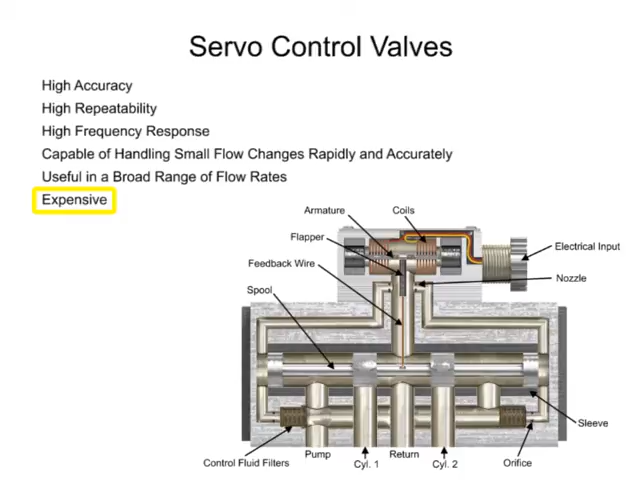 Servo Control Valves
High Accuracy
High Repeatability
High Frequency Response
Capable of Handling Small Flow Changes Rapidly and Accurately
Useful in a Broad Range of Flow Rates
Expensive
Armature
Coils
Flapper
Electrical Input
Feedback Wire
Nozzle
Spool
Sleeve
Control Fluid Filters
Pump
Cyl. 1
Return
Cyl. 2
Orifice